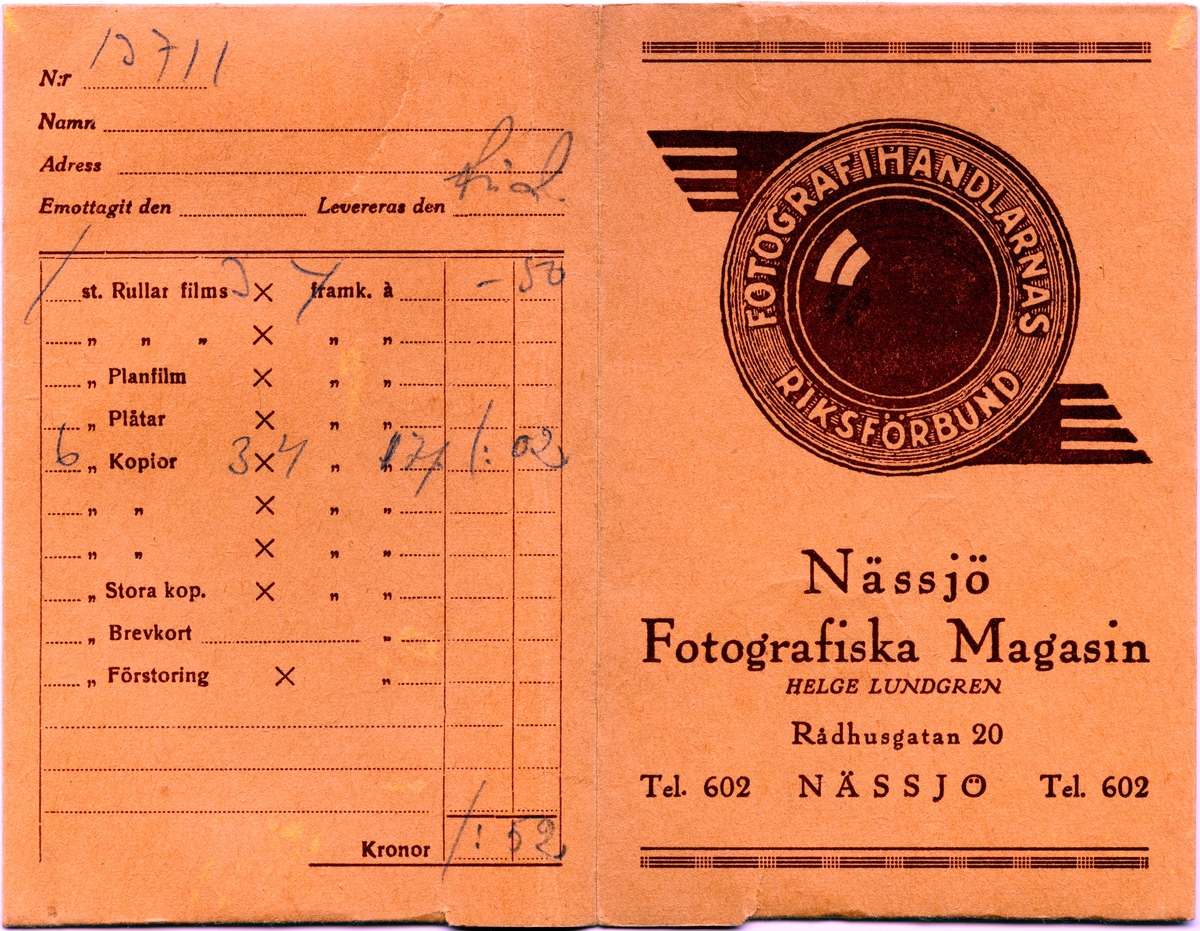 N:r 13711
Namn
Adress
Emottagit den Levereras den
1 st. Rullar films 3 × 4 framk. à - 50
„ „ „ × „ „
„ Planfilm × „ „
„ Plåtar × „ „
6 „ Kopior 3 × 4 „ „ 17 1: 02
„ „ × „ „
„ „ × „ „
„ Stora kop. × „ „
„ Brevkort „
„ Förstoring × „
Kronor 1: 52
FOTOGRAFIHANDLARNAS
RIKSFÖRBUND
Nässjö
Fotografiska Magasin
HELGE LUNDGREN
Rådhusgatan 20
Tel. 602 NÄSSJÖ Tel. 602